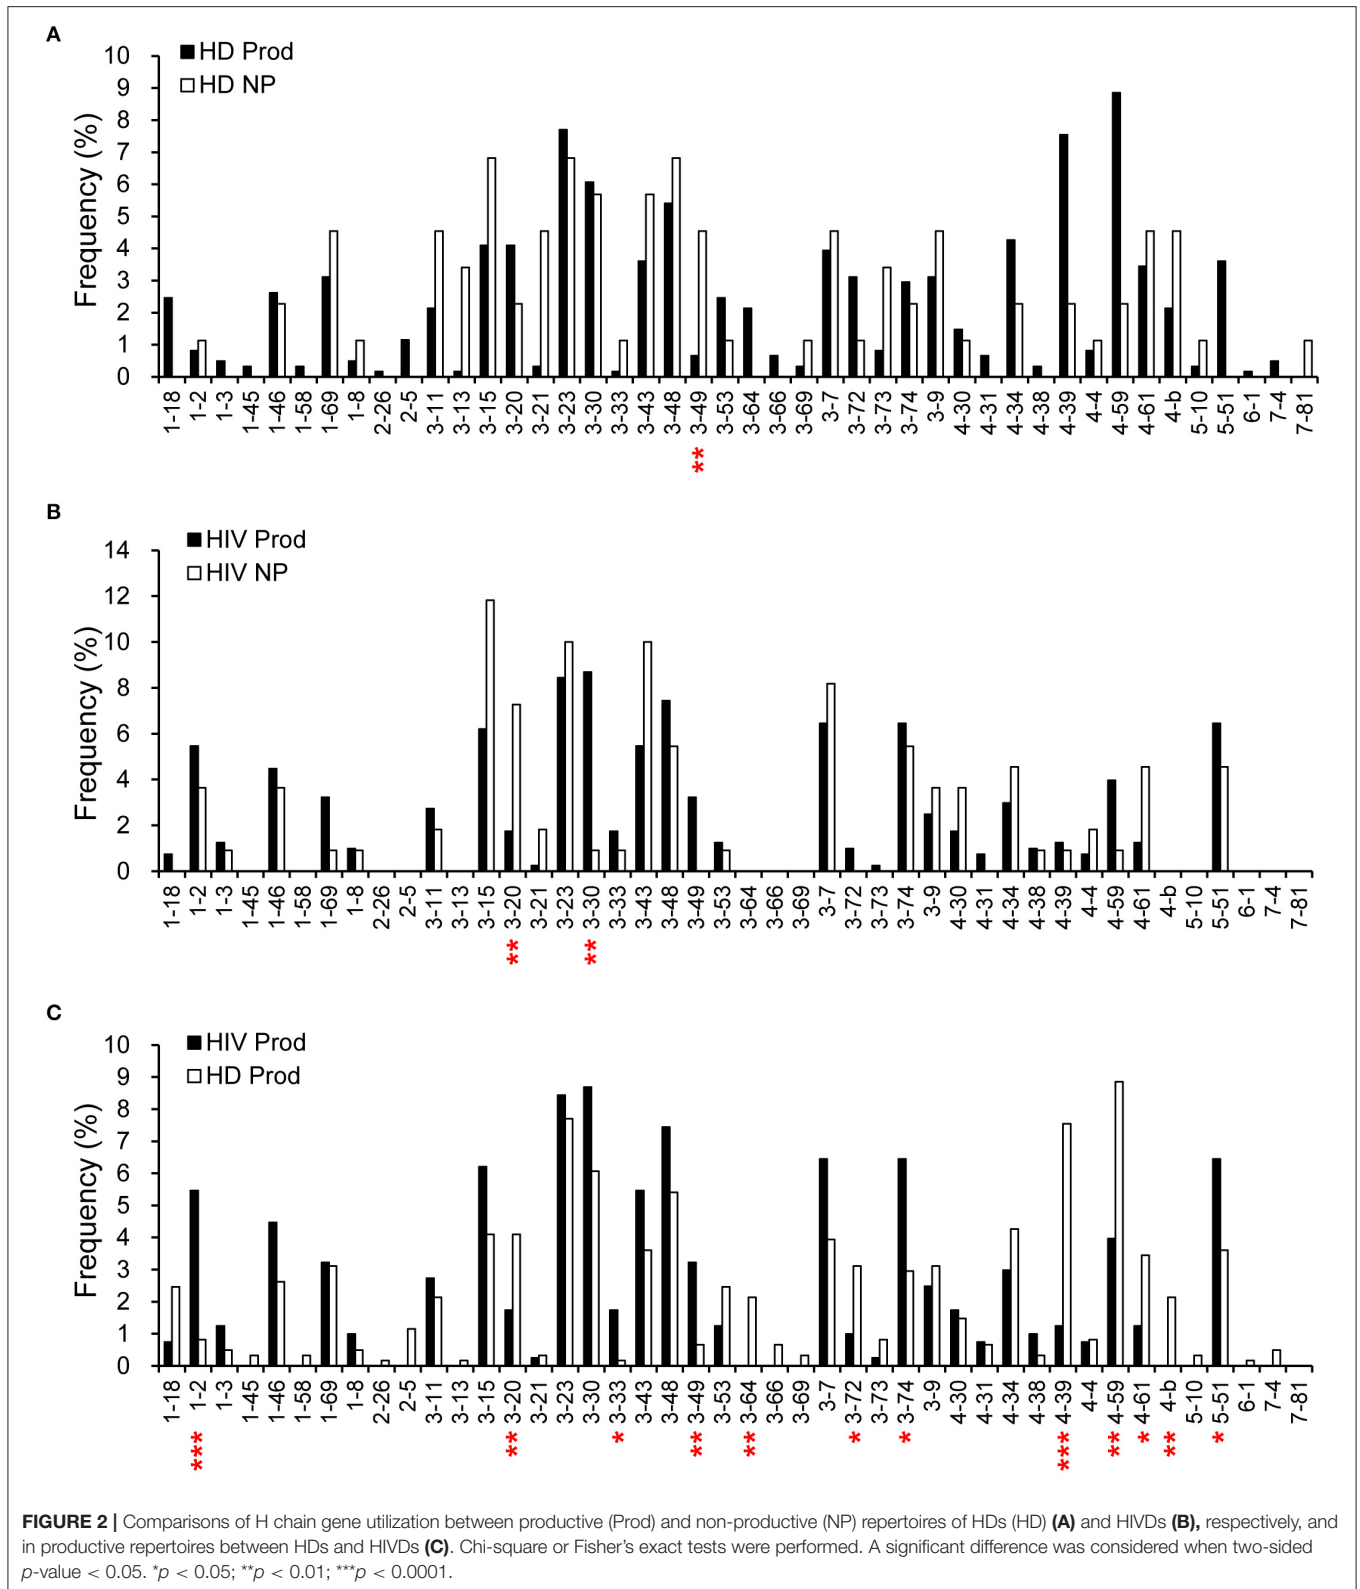 A
HD Prod
HD NP
Frequency (%)
10
9
8
7
6
5
4
3
2
1
0
1-18 1-2 1-3 1-45 1-46 1-58 1-69 1-8 2-26 2-5 3-11 3-13 3-15 3-20 3-21 3-23 3-30 3-33 3-43 3-48 3-49 3-53 3-64 3-66 3-69 3-7 3-72 3-73 3-74 3-9 4-30 4-31 4-34 4-38 4-39 4-4 4-59 4-61 4-b 5-10 5-51 6-1 7-4 7-81
**
B
HIV Prod
HIV NP
Frequency (%)
14
12
10
8
6
4
2
0
1-18 1-2 1-3 1-45 1-46 1-58 1-69 1-8 2-26 2-5 3-11 3-13 3-15 3-20 3-21 3-23 3-30 3-33 3-43 3-48 3-49 3-53 3-64 3-66 3-69 3-7 3-72 3-73 3-74 3-9 4-30 4-31 4-34 4-38 4-39 4-4 4-59 4-61 4-b 5-10 5-51 6-1 7-4 7-81
** **
C
HIV Prod
HD Prod
Frequency (%)
10
9
8
7
6
5
4
3
2
1
0
1-18 1-2 1-3 1-45 1-46 1-58 1-69 1-8 2-26 2-5 3-11 3-13 3-15 3-20 3-21 3-23 3-30 3-33 3-43 3-48 3-49 3-53 3-64 3-66 3-69 3-7 3-72 3-73 3-74 3-9 4-30 4-31 4-34 4-38 4-39 4-4 4-59 4-61 4-b 5-10 5-51 6-1 7-4 7-81
*** ** * ** ** * * *** ** * ** *
FIGURE 2 | Comparisons of H chain gene utilization between productive (Prod) and non-productive (NP) repertoires of HDs (HD) (A) and HIVDs (B), respectively, and
in productive repertoires between HDs and HIVDs (C). Chi-square or Fisher's exact tests were performed. A significant difference was considered when two-sided
p-value < 0.05. *p < 0.05; **p < 0.01; ***p < 0.0001.